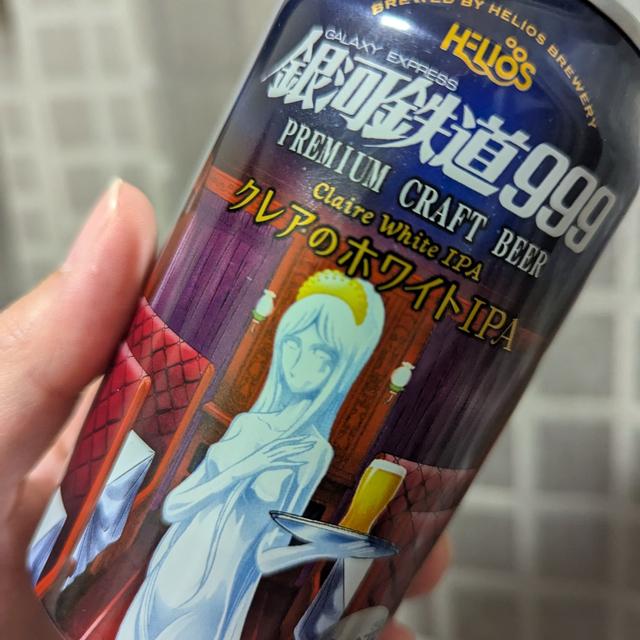 BREWED BY HELIOS BREWERY
HELIOS
GALAXY EXPRESS
銀河鉄道999
PREMIUM CRAFT BEER
Claire White IPA
クレアのホワイトIPA